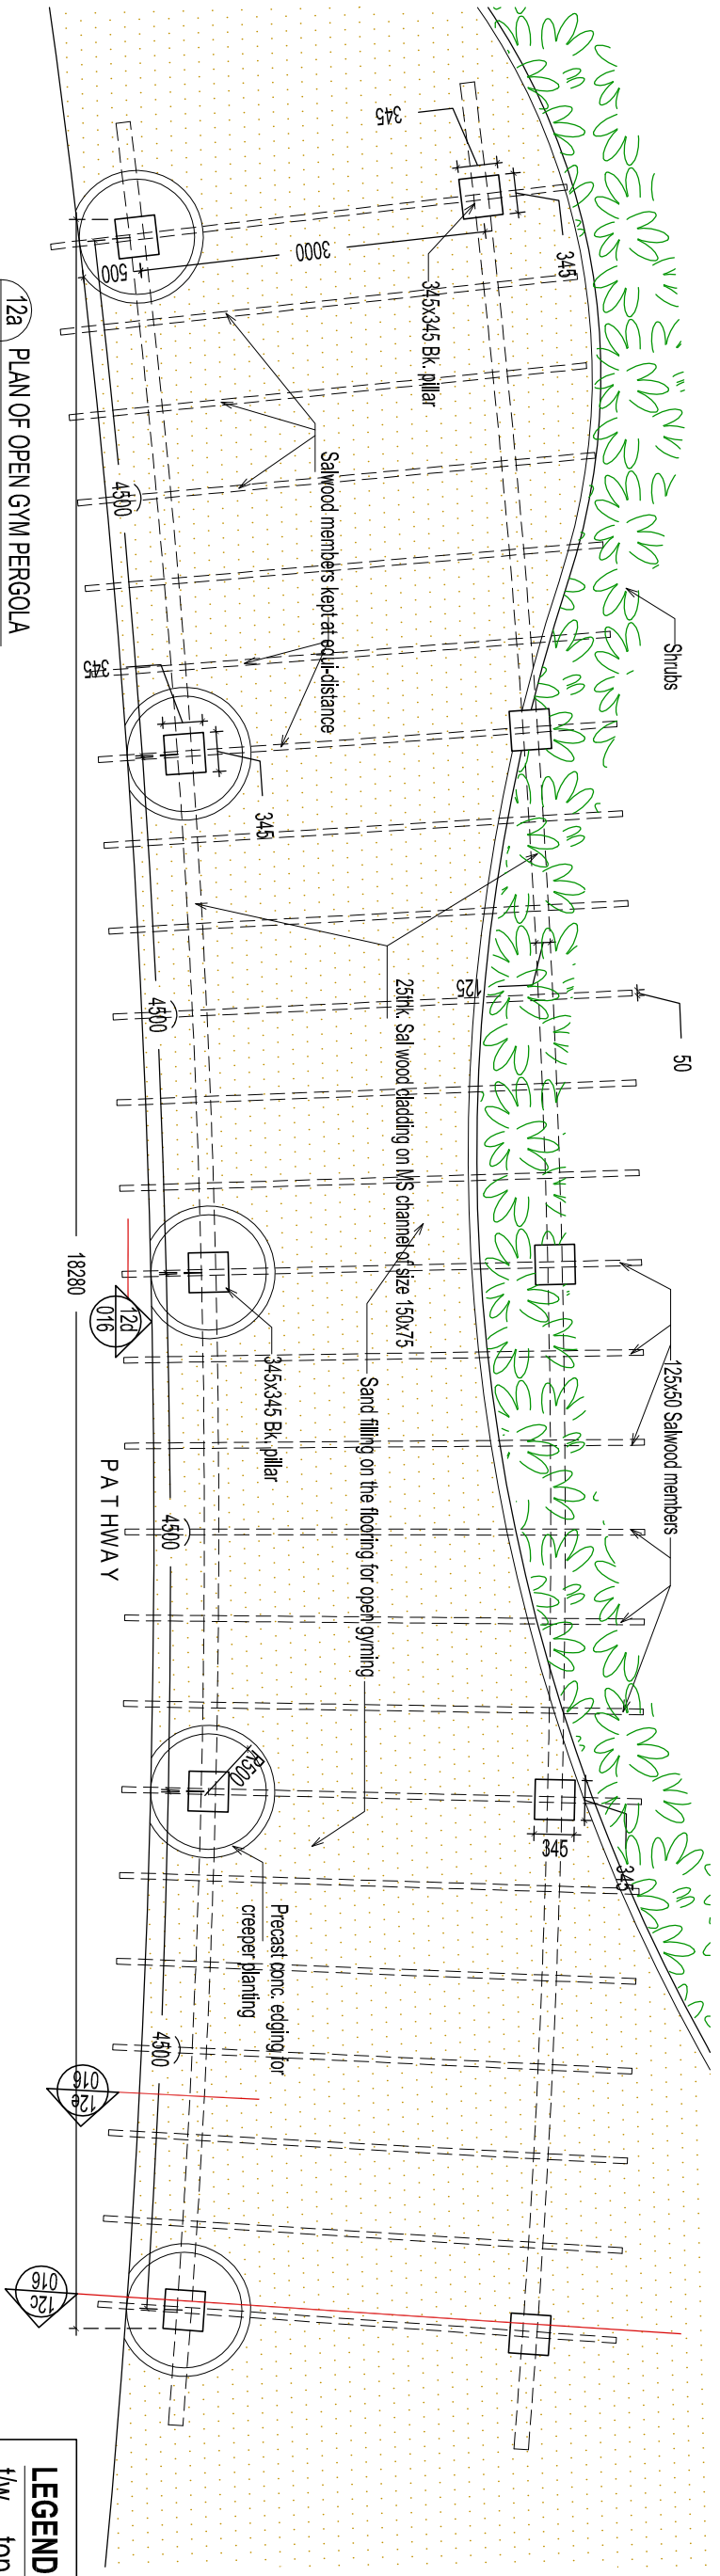 345
345
345x345 Bk. pillar
3000
500
Shrubs
Salwood members kept at equi-distance
4500
345
345
125
50
25thk. Sal wood cladding on MS channel of size 150x75
4500
125x50 Salwood members
345x345 Bk. pillar
Sand filling on the flooring for open gyming
12d
016
18280
PATHWAY
4500
R500
345
345
Precast conc. edging for
creeper planting
4500
12e
016
12c
016
12a
PLAN OF OPEN GYM PERGOLA
LEGEND